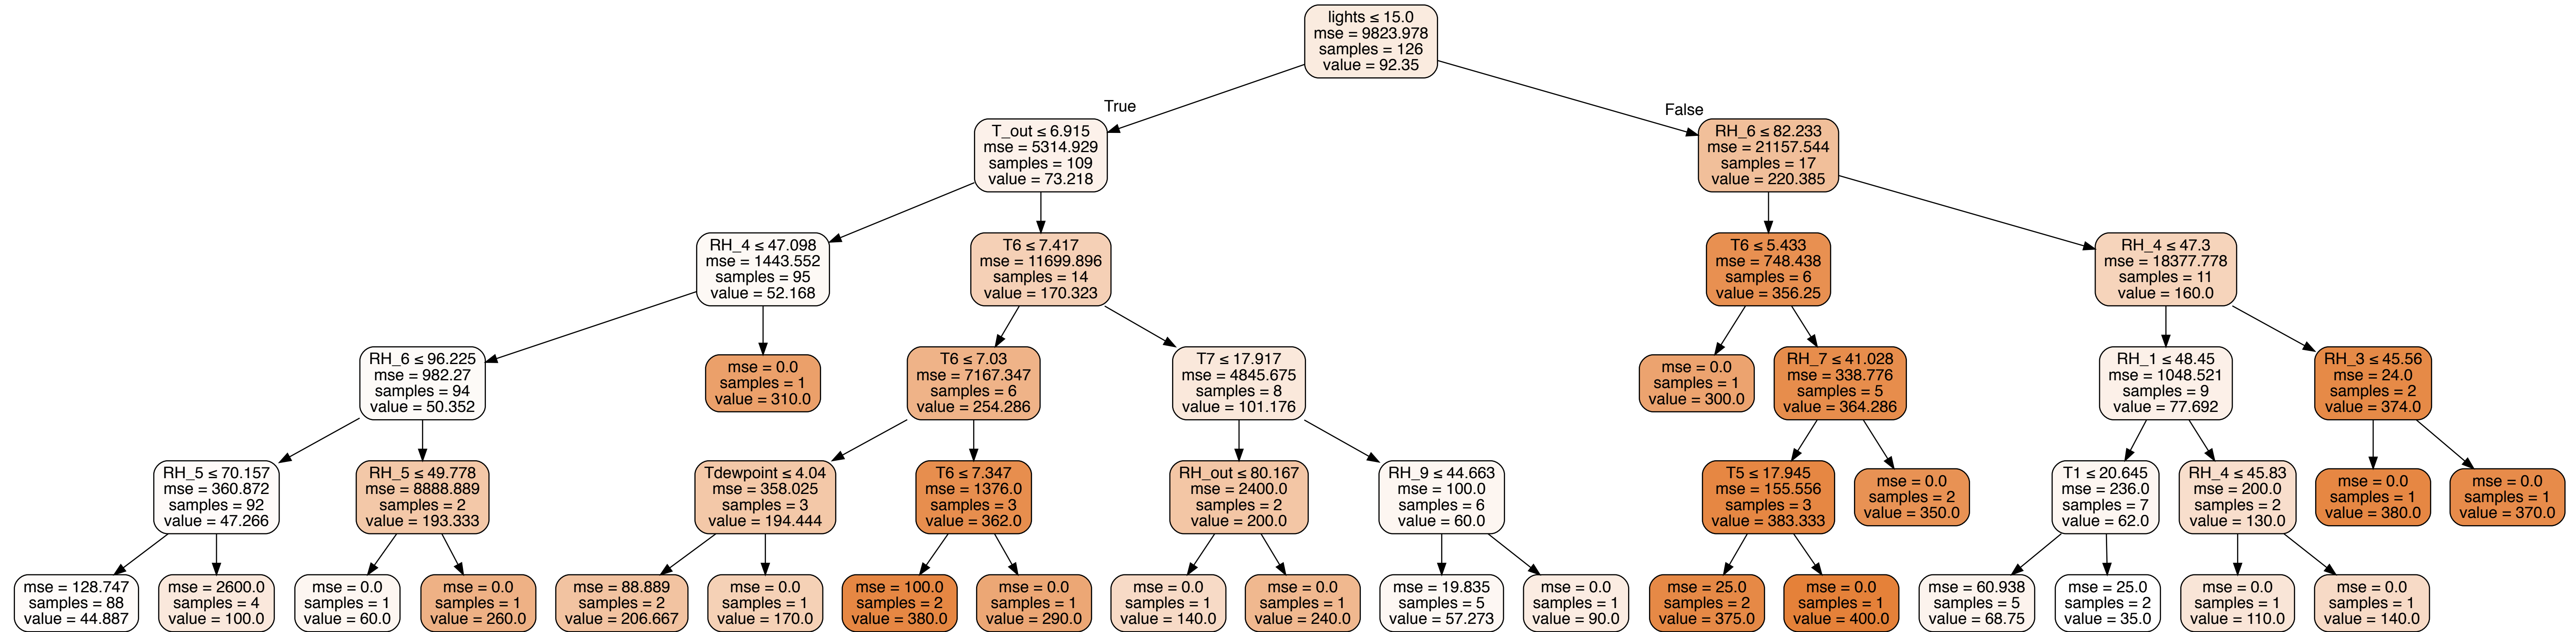 lights ≤ 15.0
mse = 9823.978
samples = 126
value = 92.35
True
False
T_out ≤ 6.915
mse = 5314.929
samples = 109
value = 73.218
RH_6 ≤ 82.233
mse = 21157.544
samples = 17
value = 220.385
RH_4 ≤ 47.098
mse = 1443.552
samples = 95
value = 52.168
T6 ≤ 7.417
mse = 11699.896
samples = 14
value = 170.323
T6 ≤ 5.433
mse = 748.438
samples = 6
value = 356.25
RH_4 ≤ 47.3
mse = 18377.778
samples = 11
value = 160.0
RH_6 ≤ 96.225
mse = 982.27
samples = 94
value = 50.352
mse = 0.0
samples = 1
value = 310.0
T6 ≤ 7.03
mse = 7167.347
samples = 6
value = 254.286
T7 ≤ 17.917
mse = 4845.675
samples = 8
value = 101.176
mse = 0.0
samples = 1
value = 300.0
RH_7 ≤ 41.028
mse = 338.776
samples = 5
value = 364.286
RH_1 ≤ 48.45
mse = 1048.521
samples = 9
value = 77.692
RH_3 ≤ 45.56
mse = 24.0
samples = 2
value = 374.0
RH_5 ≤ 70.157
mse = 360.872
samples = 92
value = 47.266
RH_5 ≤ 49.778
mse = 8888.889
samples = 2
value = 193.333
Tdewpoint ≤ 4.04
mse = 358.025
samples = 3
value = 194.444
T6 ≤ 7.347
mse = 1376.0
samples = 3
value = 362.0
RH_out ≤ 80.167
mse = 2400.0
samples = 2
value = 200.0
RH_9 ≤ 44.663
mse = 100.0
samples = 6
value = 60.0
T5 ≤ 17.945
mse = 155.556
samples = 3
value = 383.333
mse = 0.0
samples = 2
value = 350.0
T1 ≤ 20.645
mse = 236.0
samples = 7
value = 62.0
RH_4 ≤ 45.83
mse = 200.0
samples = 2
value = 130.0
mse = 0.0
samples = 1
value = 380.0
mse = 0.0
samples = 1
value = 370.0
mse = 128.747
samples = 88
value = 44.887
mse = 2600.0
samples = 4
value = 100.0
mse = 0.0
samples = 1
value = 60.0
mse = 0.0
samples = 1
value = 260.0
mse = 88.889
samples = 2
value = 206.667
mse = 0.0
samples = 1
value = 170.0
mse = 100.0
samples = 2
value = 380.0
mse = 0.0
samples = 1
value = 290.0
mse = 0.0
samples = 1
value = 140.0
mse = 0.0
samples = 1
value = 240.0
mse = 19.835
samples = 5
value = 57.273
mse = 0.0
samples = 1
value = 90.0
mse = 25.0
samples = 2
value = 375.0
mse = 0.0
samples = 1
value = 400.0
mse = 60.938
samples = 5
value = 68.75
mse = 25.0
samples = 2
value = 35.0
mse = 0.0
samples = 1
value = 110.0
mse = 0.0
samples = 1
value = 140.0